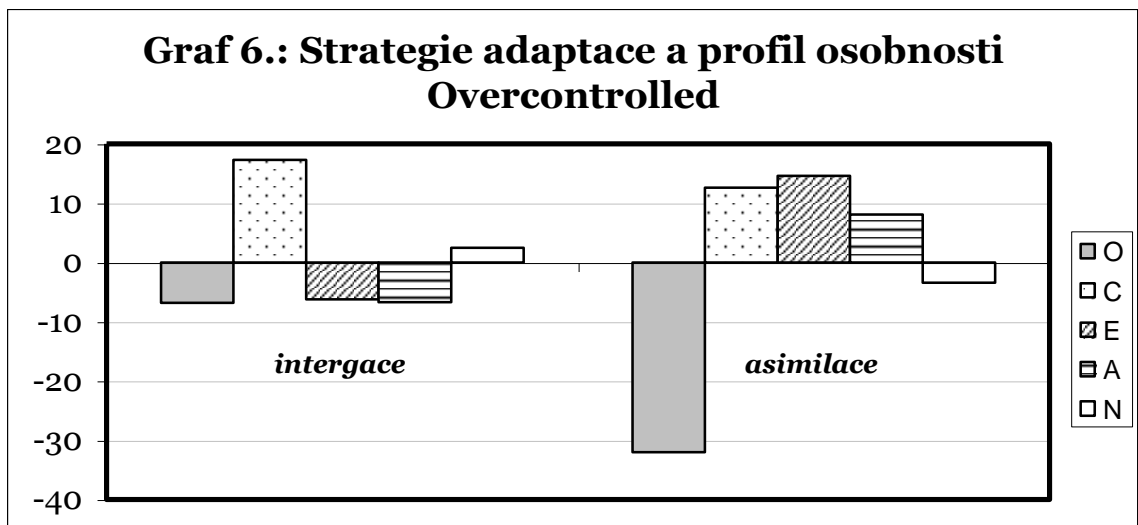 Graf 6.: Strategie adaptace a profil osobnosti
Overcontrolled
20
10
0
-10
-20
-30
-40
intergace
asimilace
O
C
E
A
N